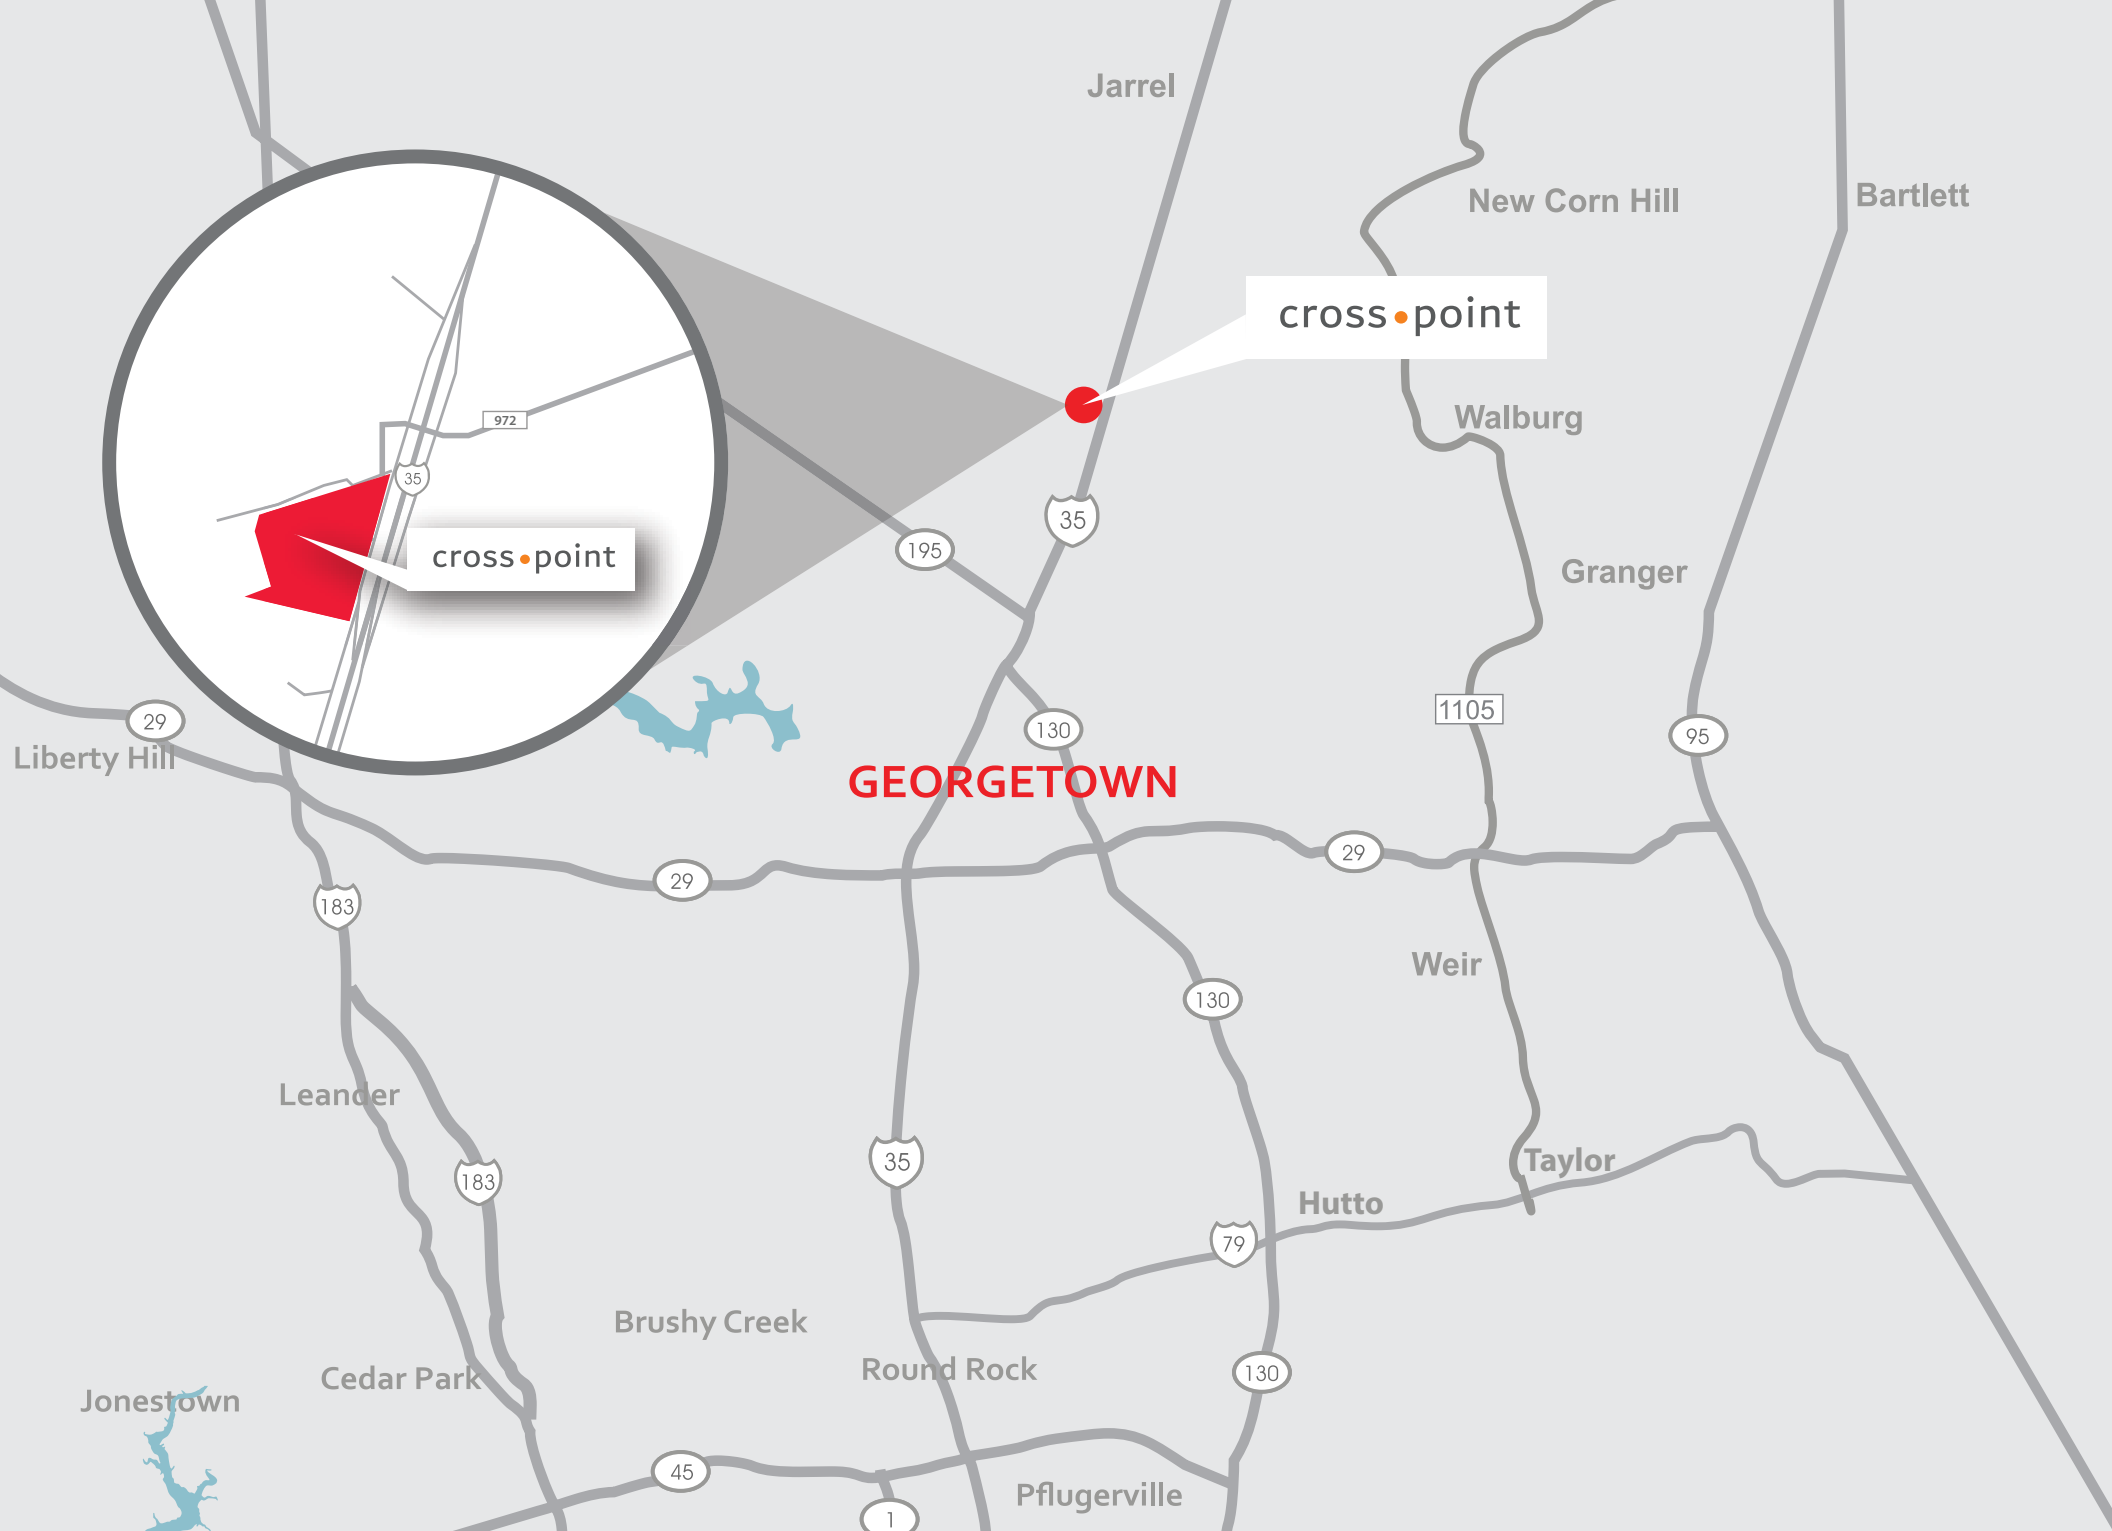 Jarrel
New Corn Hill
Bartlett
cross•point
Walburg
972
35
cross•point
35
195
Granger
1105
29
Liberty Hill
130
95
GEORGETOWN
29
29
183
Weir
130
Leander
35
183
Taylor
Hutto
79
Brushy Creek
Round Rock
Cedar Park
130
Jonestown
45
Pflugerville
1